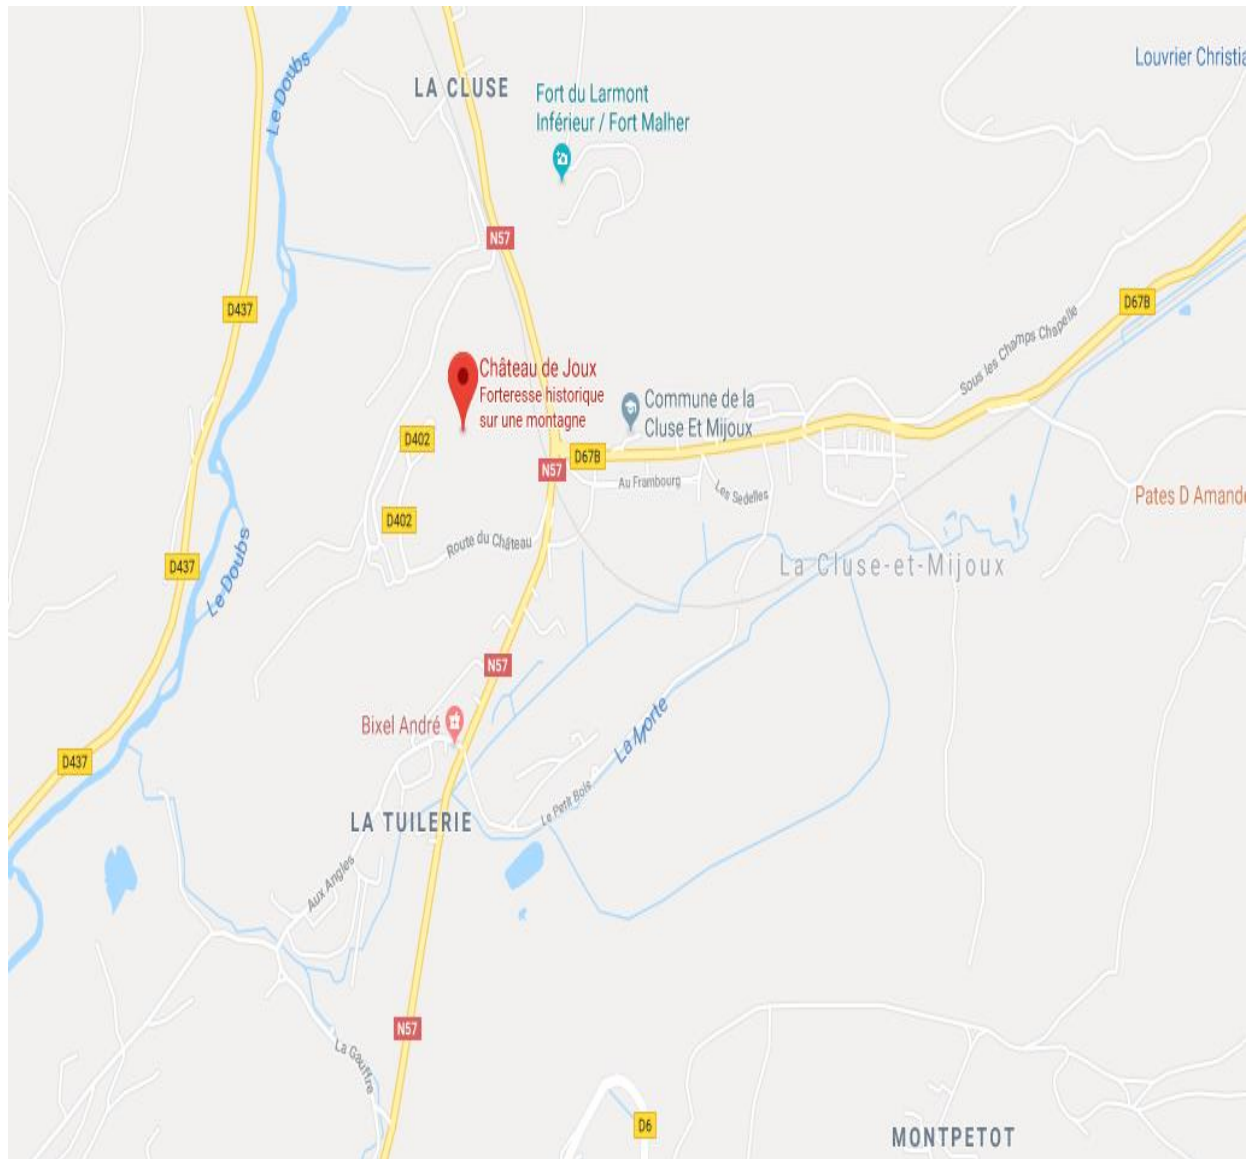 Le Doubs
LA CLUSE
Louvrier Christia
Fort du Larmont
Inférieur / Fort Malher
N57
D437
D67B
Sous les Champs Chapelle
Château de Joux
Forteresse historique
sur une montagne
Commune de la
Cluse Et Mijoux
D402
D67B
N57
Au Frambourg
Les Sedelles
Pates D Amande
D402
Route du Château
D437
Le Doubs
La Cluse-et-Mijoux
N57
Bixel André
La Morte
D437
Le Petit Bois
LA TUILERIE
Aux Angles
N57
La Gauffre
D6
MONTPETOT